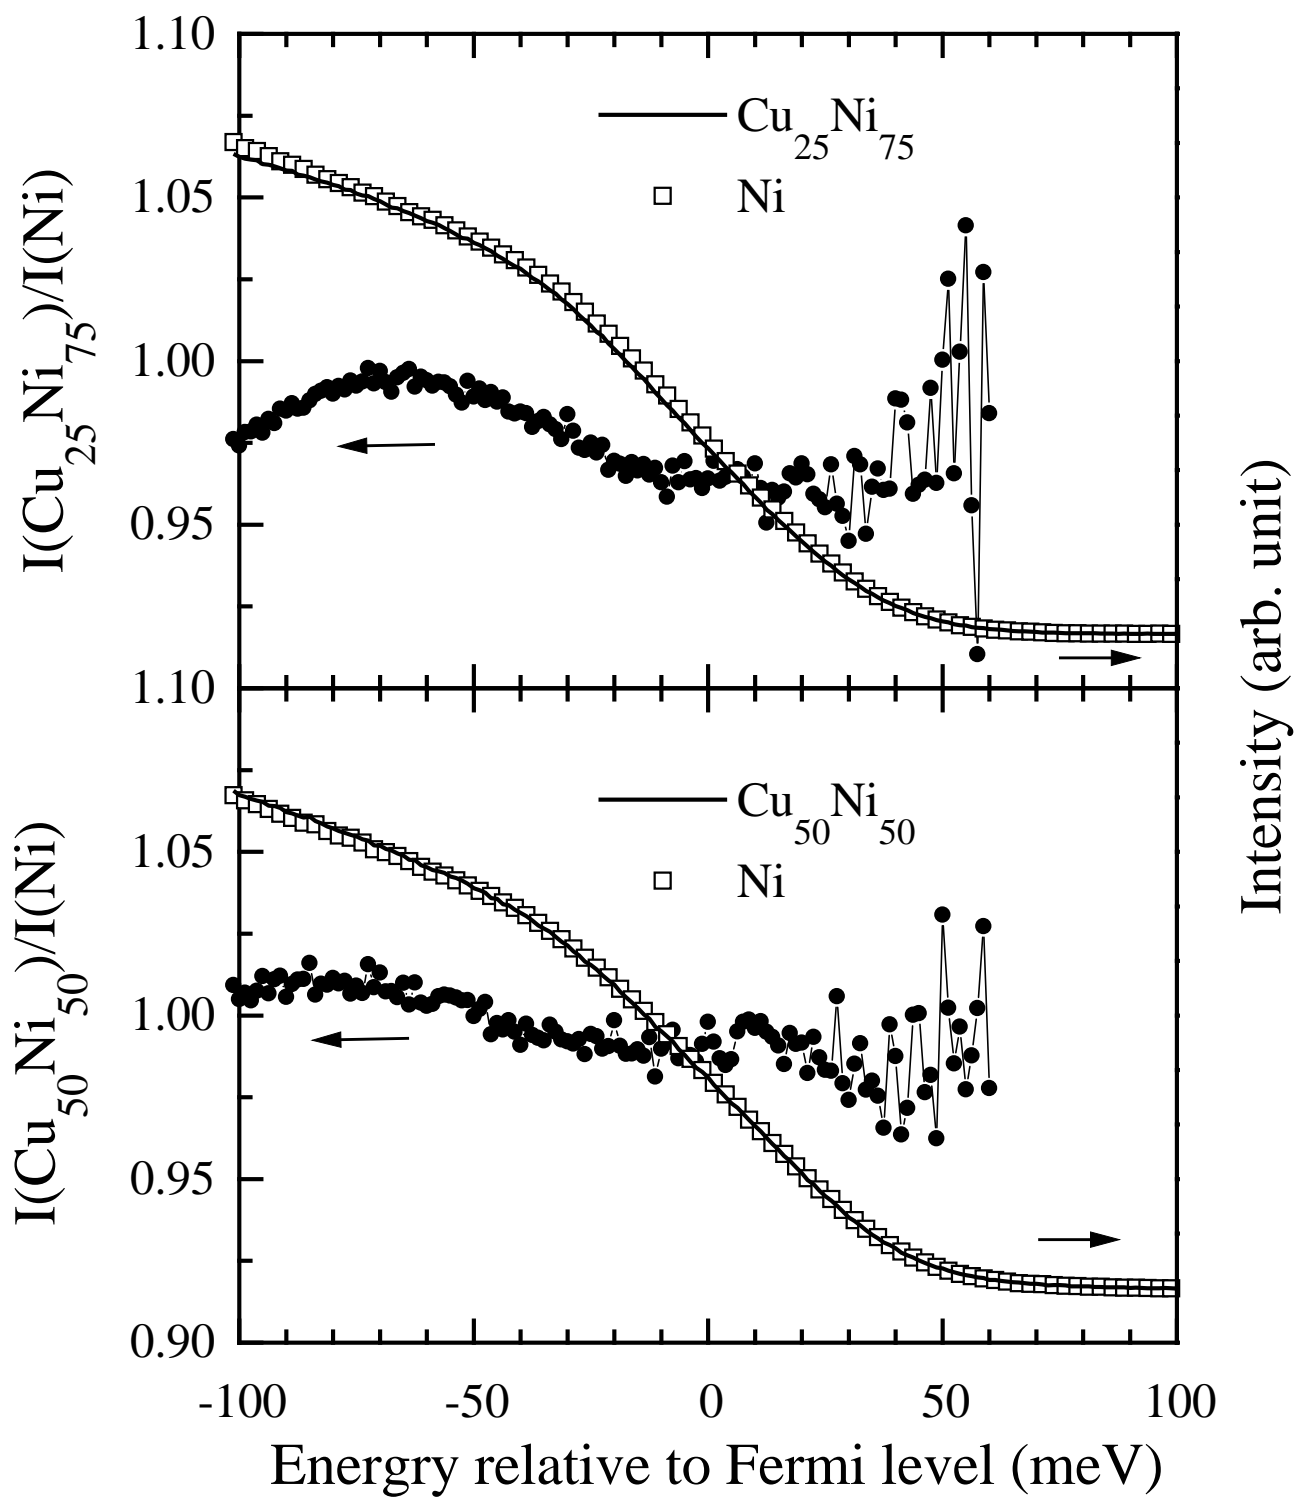 1.10
Cu25Ni75
Ni
1.05
1.00
0.95
I(Cu25Ni75)/I(Ni)
1.10
Cu50Ni50
Ni
1.05
1.00
0.95
0.90
I(Cu50Ni50)/I(Ni)
Intensity (arb. unit)
-100 -50 0 50 100
Energry relative to Fermi level (meV)